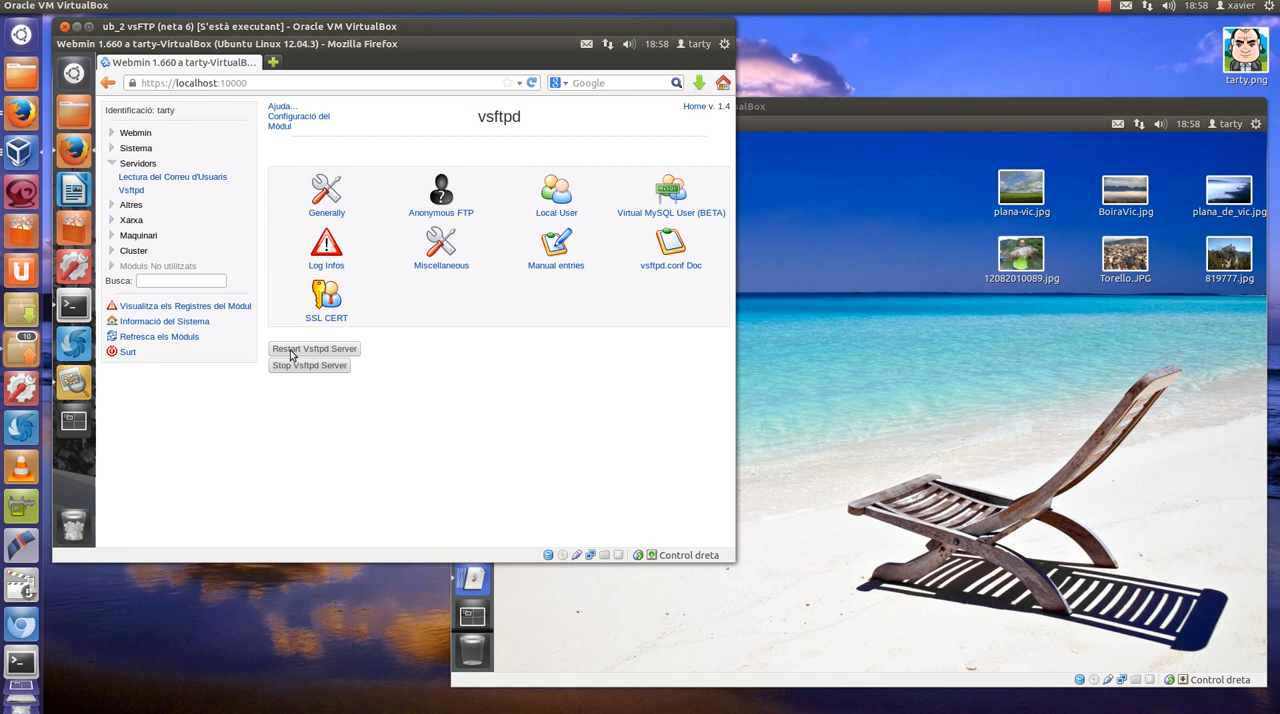 Oracle VM VirtualBox
18:58 xavier
ub_2 vsFTP (neta 6) [S'està executant] - Oracle VM VirtualBox
Webmin 1.660 a tarty-VirtualBox (Ubuntu Linux 12.04.3) - Mozilla Firefox
18:58 tarty
Webmin 1.660 a tarty-VirtualB...
https://localhost:10000
Google
Identificació: tarty
Webmin
Sistema
Servidors
Lectura del Correu d'Usuaris
Vsftpd
Altres
Xarxa
Maquinari
Cluster
Mòduls No utilitzats
Busca:
Visualitza els Registres del Mòdul
Informació del Sistema
Refresca els Mòduls
Surt
Ajuda...
Configuració del
Mòdul
vsftpd
Home v. 1.4
Generally
Anonymous FTP
Local User
MySQL
Virtual MySQL User (BETA)
Log Infos
Miscellaneous
Manual entries
vsftpd.conf Doc
SSL CERT
Restart Vsftpd Server
Stop Vsftpd Server
Control dreta
10
tarty.png
18:58 tarty
plana-vic.jpg
BoiraVic.jpg
plana_de_vic.jpg
12082010089.jpg
Torello.JPG
819777.jpg
Control dreta